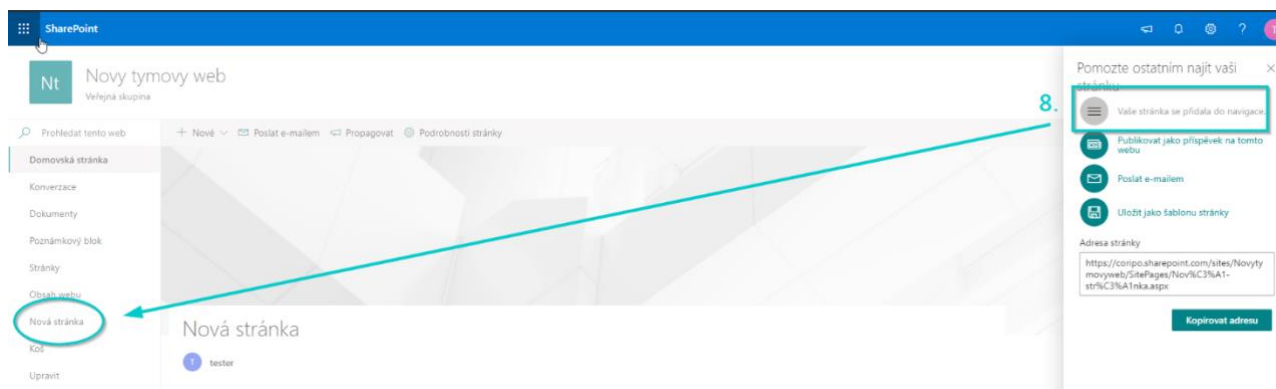 SharePoint
?
Nt
Novy tymovy web
Veřejná skupina
Prohledat tento web
Nové
Poslat e-mailem
Propagovat
Podrobnosti stránky
Domovská stránka
Konverzace
Dokumenty
Poznámkový blok
Stránky
Obsah webu
Nová stránka
Koš
Upravit
Nová stránka
T
tester
8.
Pomozte ostatním najít vaši
stránku
Vaše stránka se přidala do navigace.
Publikovat jako příspěvek na tomto
webu
Poslat e-mailem
Uložit jako šablonu stránky
Adresa stránky
https://conpo.sharepoint.com/sites/Novyty
movyweb/SitePages/Nov%C3%A1-
str%C3%A1nka.aspx
Kopírovat adresu